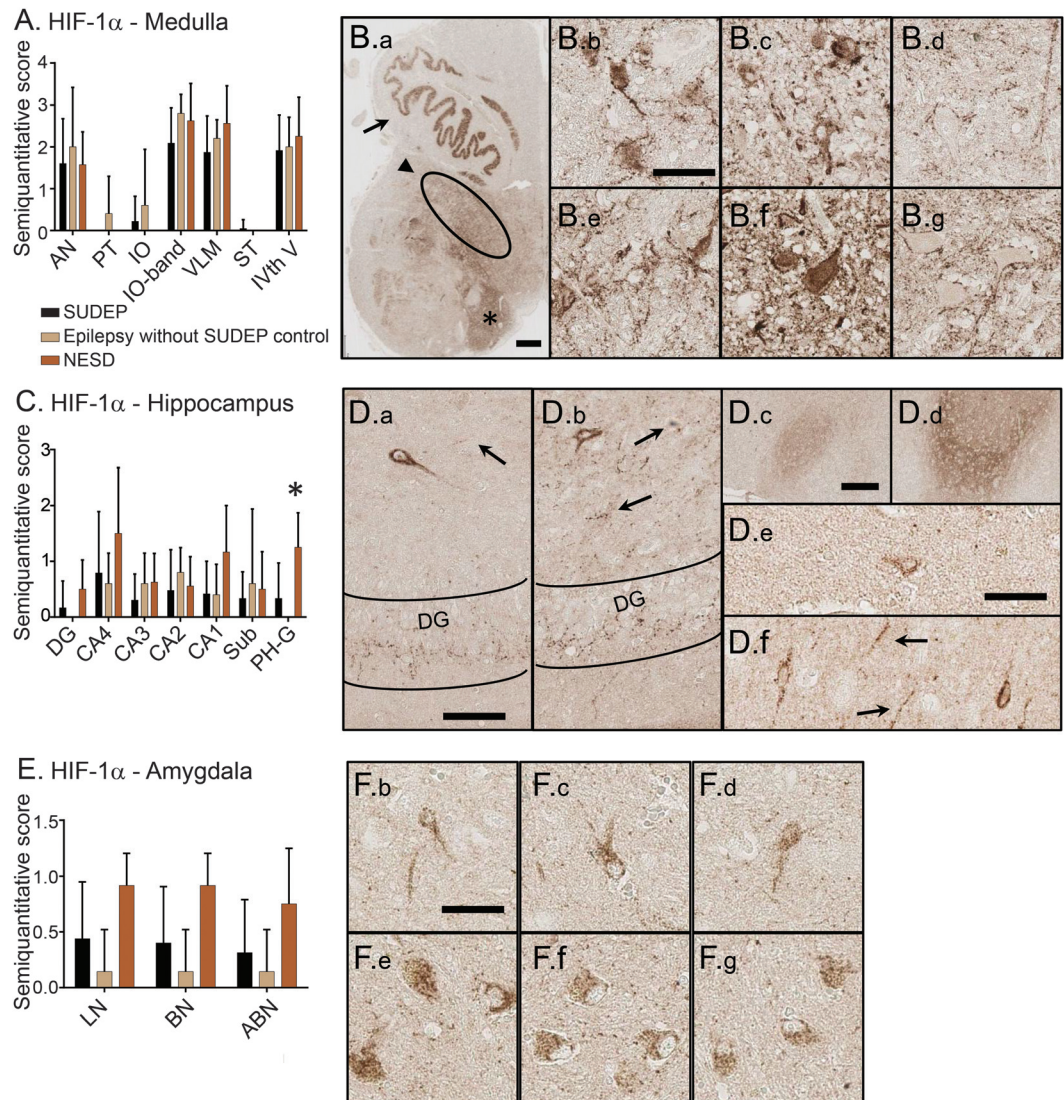 A. HIF-1α - Medulla
Semiquantitative score
4
3
2
1
0
AN
PT
IO
IO-band
VLM
ST
IVth V
SUDEP
Epilepsy without SUDEP control
NESD
B.a
*
B.b
B.c
B.d
B.e
B.f
B.g
C. HIF-1α - Hippocampus
Semiquantitative score
3
2
1
0
*
DG
CA4
CA3
CA2
CA1
Sub
PH-G
D.a
DG
D.b
DG
D.c
D.d
D.e
D.f
E. HIF-1α - Amygdala
Semiquantitative score
1.5
1.0
0.5
0.0
LN
BN
ABN
F.b
F.c
F.d
F.e
F.f
F.g